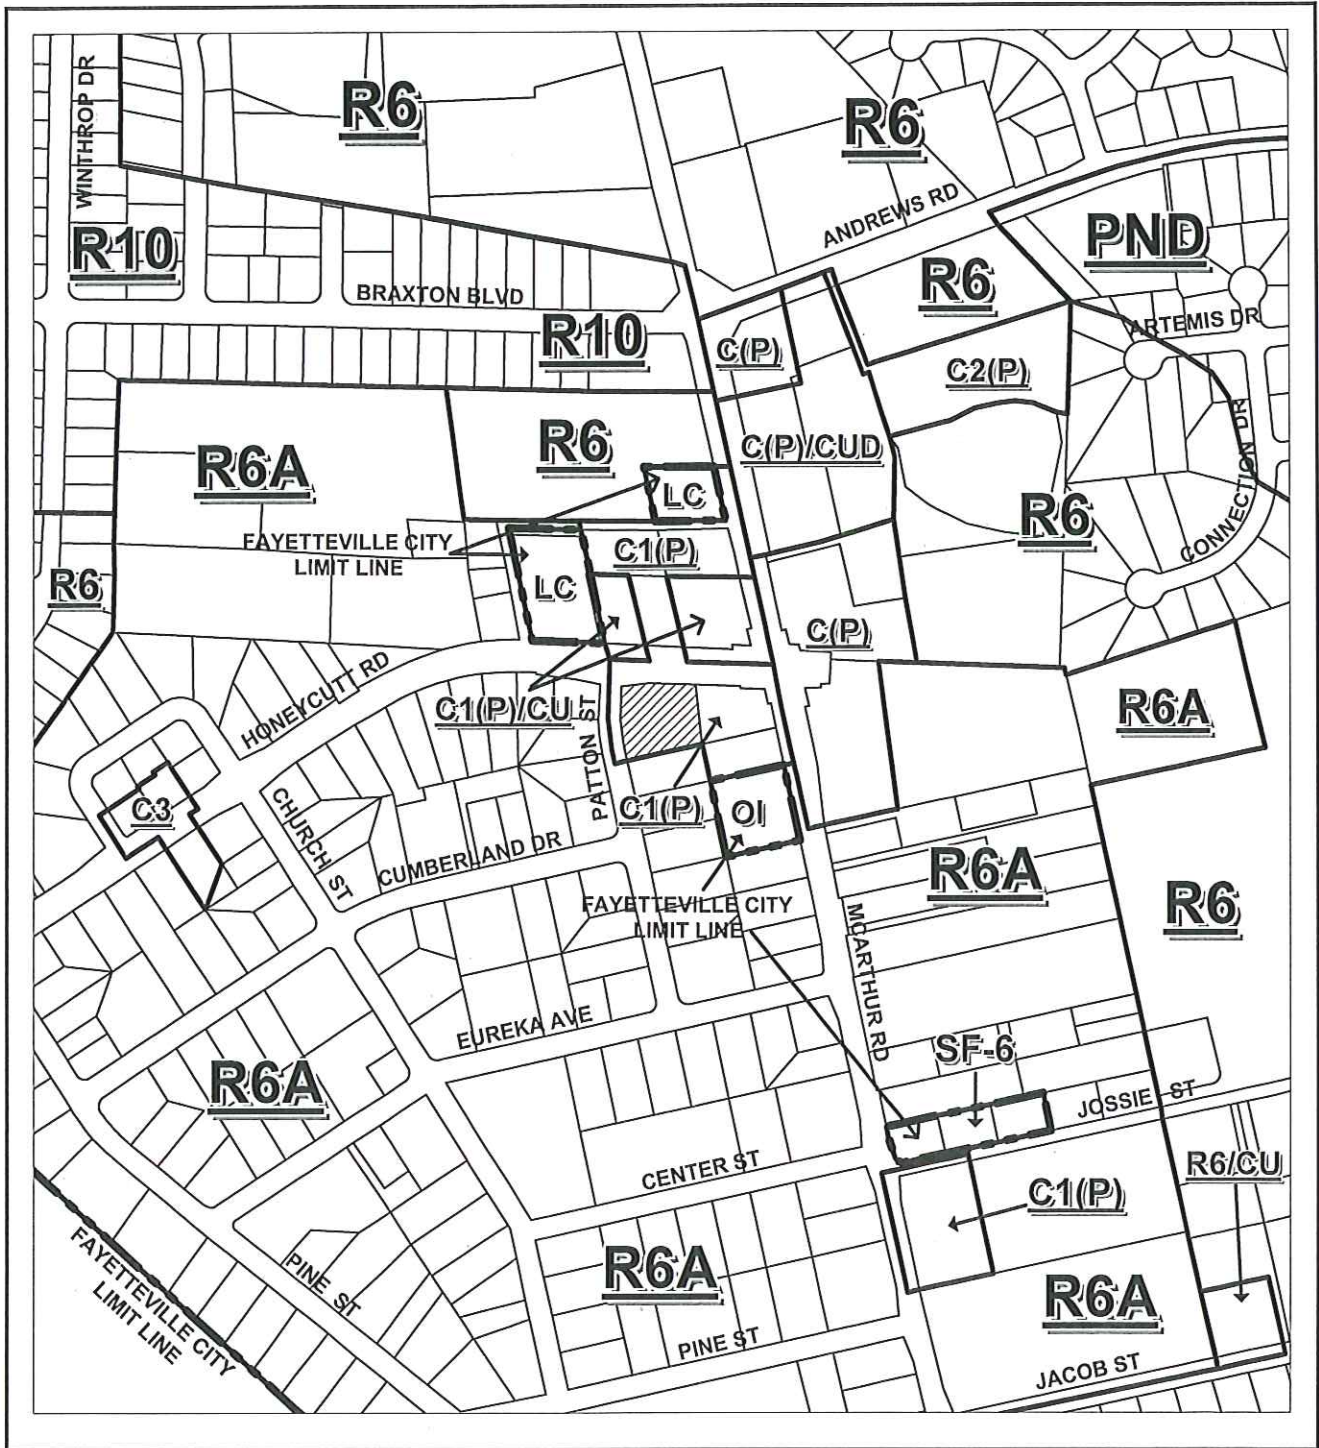 WINTHROP DR
R6
R6
ANDREWS RD
PND
R10
R6
BRAXTON BLVD
ARTEMIS DR
R10
C(P)
C2(P)
R6
C(P)/CUD
R6A
LC
CONNECTION DR
R6
FAYETTEVILLE CITY
LIMIT LINE
C1(P)
LC
R6
C(P)
HONEYCUTT RD
C1(P)/CU
R6A
PATTON ST
C3
CHURCH ST
C1(P)
OI
CUMBERLAND DR
R6A
FAYETTEVILLE CITY
LIMIT LINE
R6
MCARTHUR RD
EUREKA AVE
SF-6
R6A
JOSSIE ST
CENTER ST
R6/CU
C1(P)
FAYETTEVILLE CITY
LIMIT LINE
PINE ST
R6A
R6A
PINE ST
JACOB ST